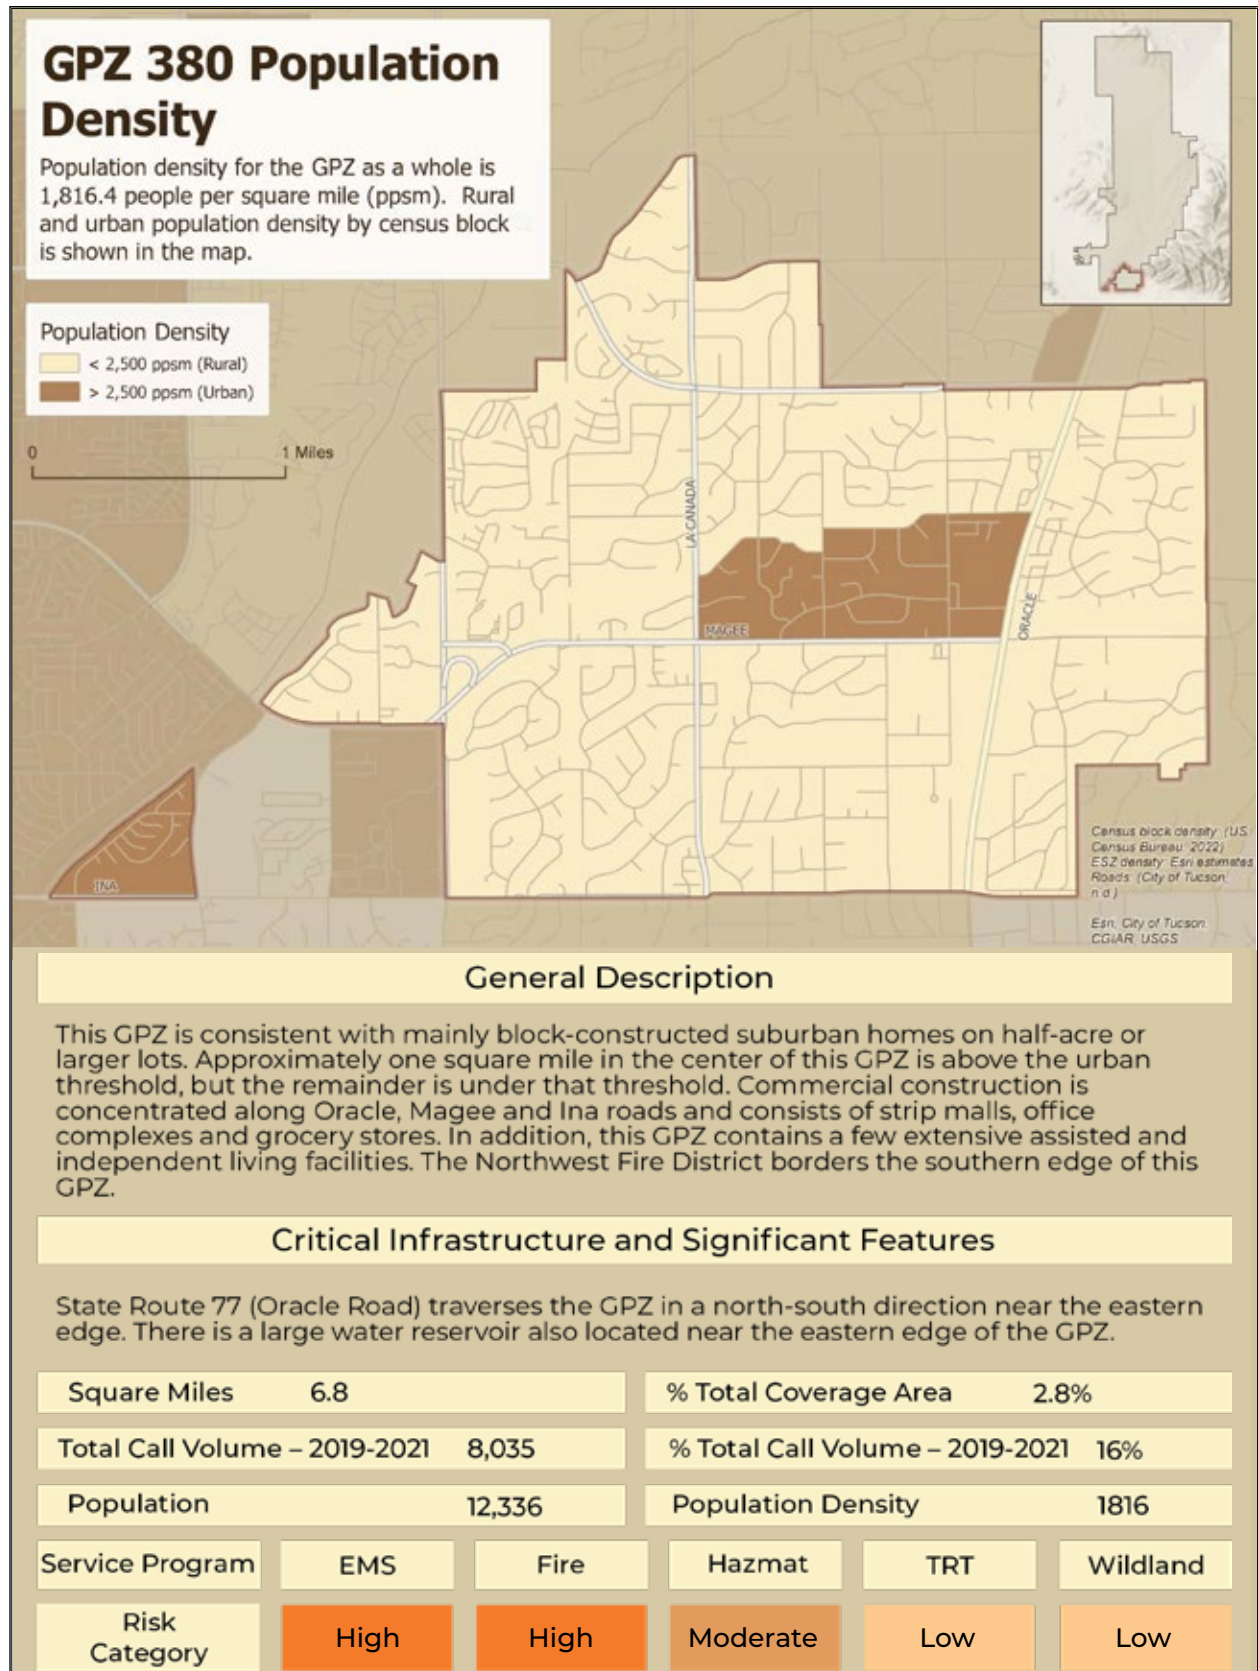 GPZ 380 Population
Density
Population density for the GPZ as a whole is
1,816.4 people per square mile (ppsm). Rural
and urban population density by census block
is shown in the map.
Population Density
< 2,500 ppsm (Rural)
> 2,500 ppsm (Urban)
0
1 Miles
LA CANADA
MAGEE
ORACLE
INA
Census block density: (US
Census Bureau, 2022)
ESZ density: Esri estimates
Roads: (City of Tucson,
n.d.)
Esri, City of Tucson,
CGIAR, USGS
General Description
This GPZ is consistent with mainly block-constructed suburban homes on half-acre or
larger lots. Approximately one square mile in the center of this GPZ is above the urban
threshold, but the remainder is under that threshold. Commercial construction is
concentrated along Oracle, Magee and Ina roads and consists of strip malls, office
complexes and grocery stores. In addition, this GPZ contains a few extensive assisted and
independent living facilities. The Northwest Fire District borders the southern edge of this
GPZ.
Critical Infrastructure and Significant Features
State Route 77 (Oracle Road) traverses the GPZ in a north-south direction near the eastern
edge. There is a large water reservoir also located near the eastern edge of the GPZ.
Square Miles 6.8
% Total Coverage Area 2.8%
Total Call Volume – 2019-2021 8,035
% Total Call Volume – 2019-2021 16%
Population 12,336
Population Density 1816
Service Program EMS Fire Hazmat TRT Wildland
Risk
Category
High High Moderate Low Low